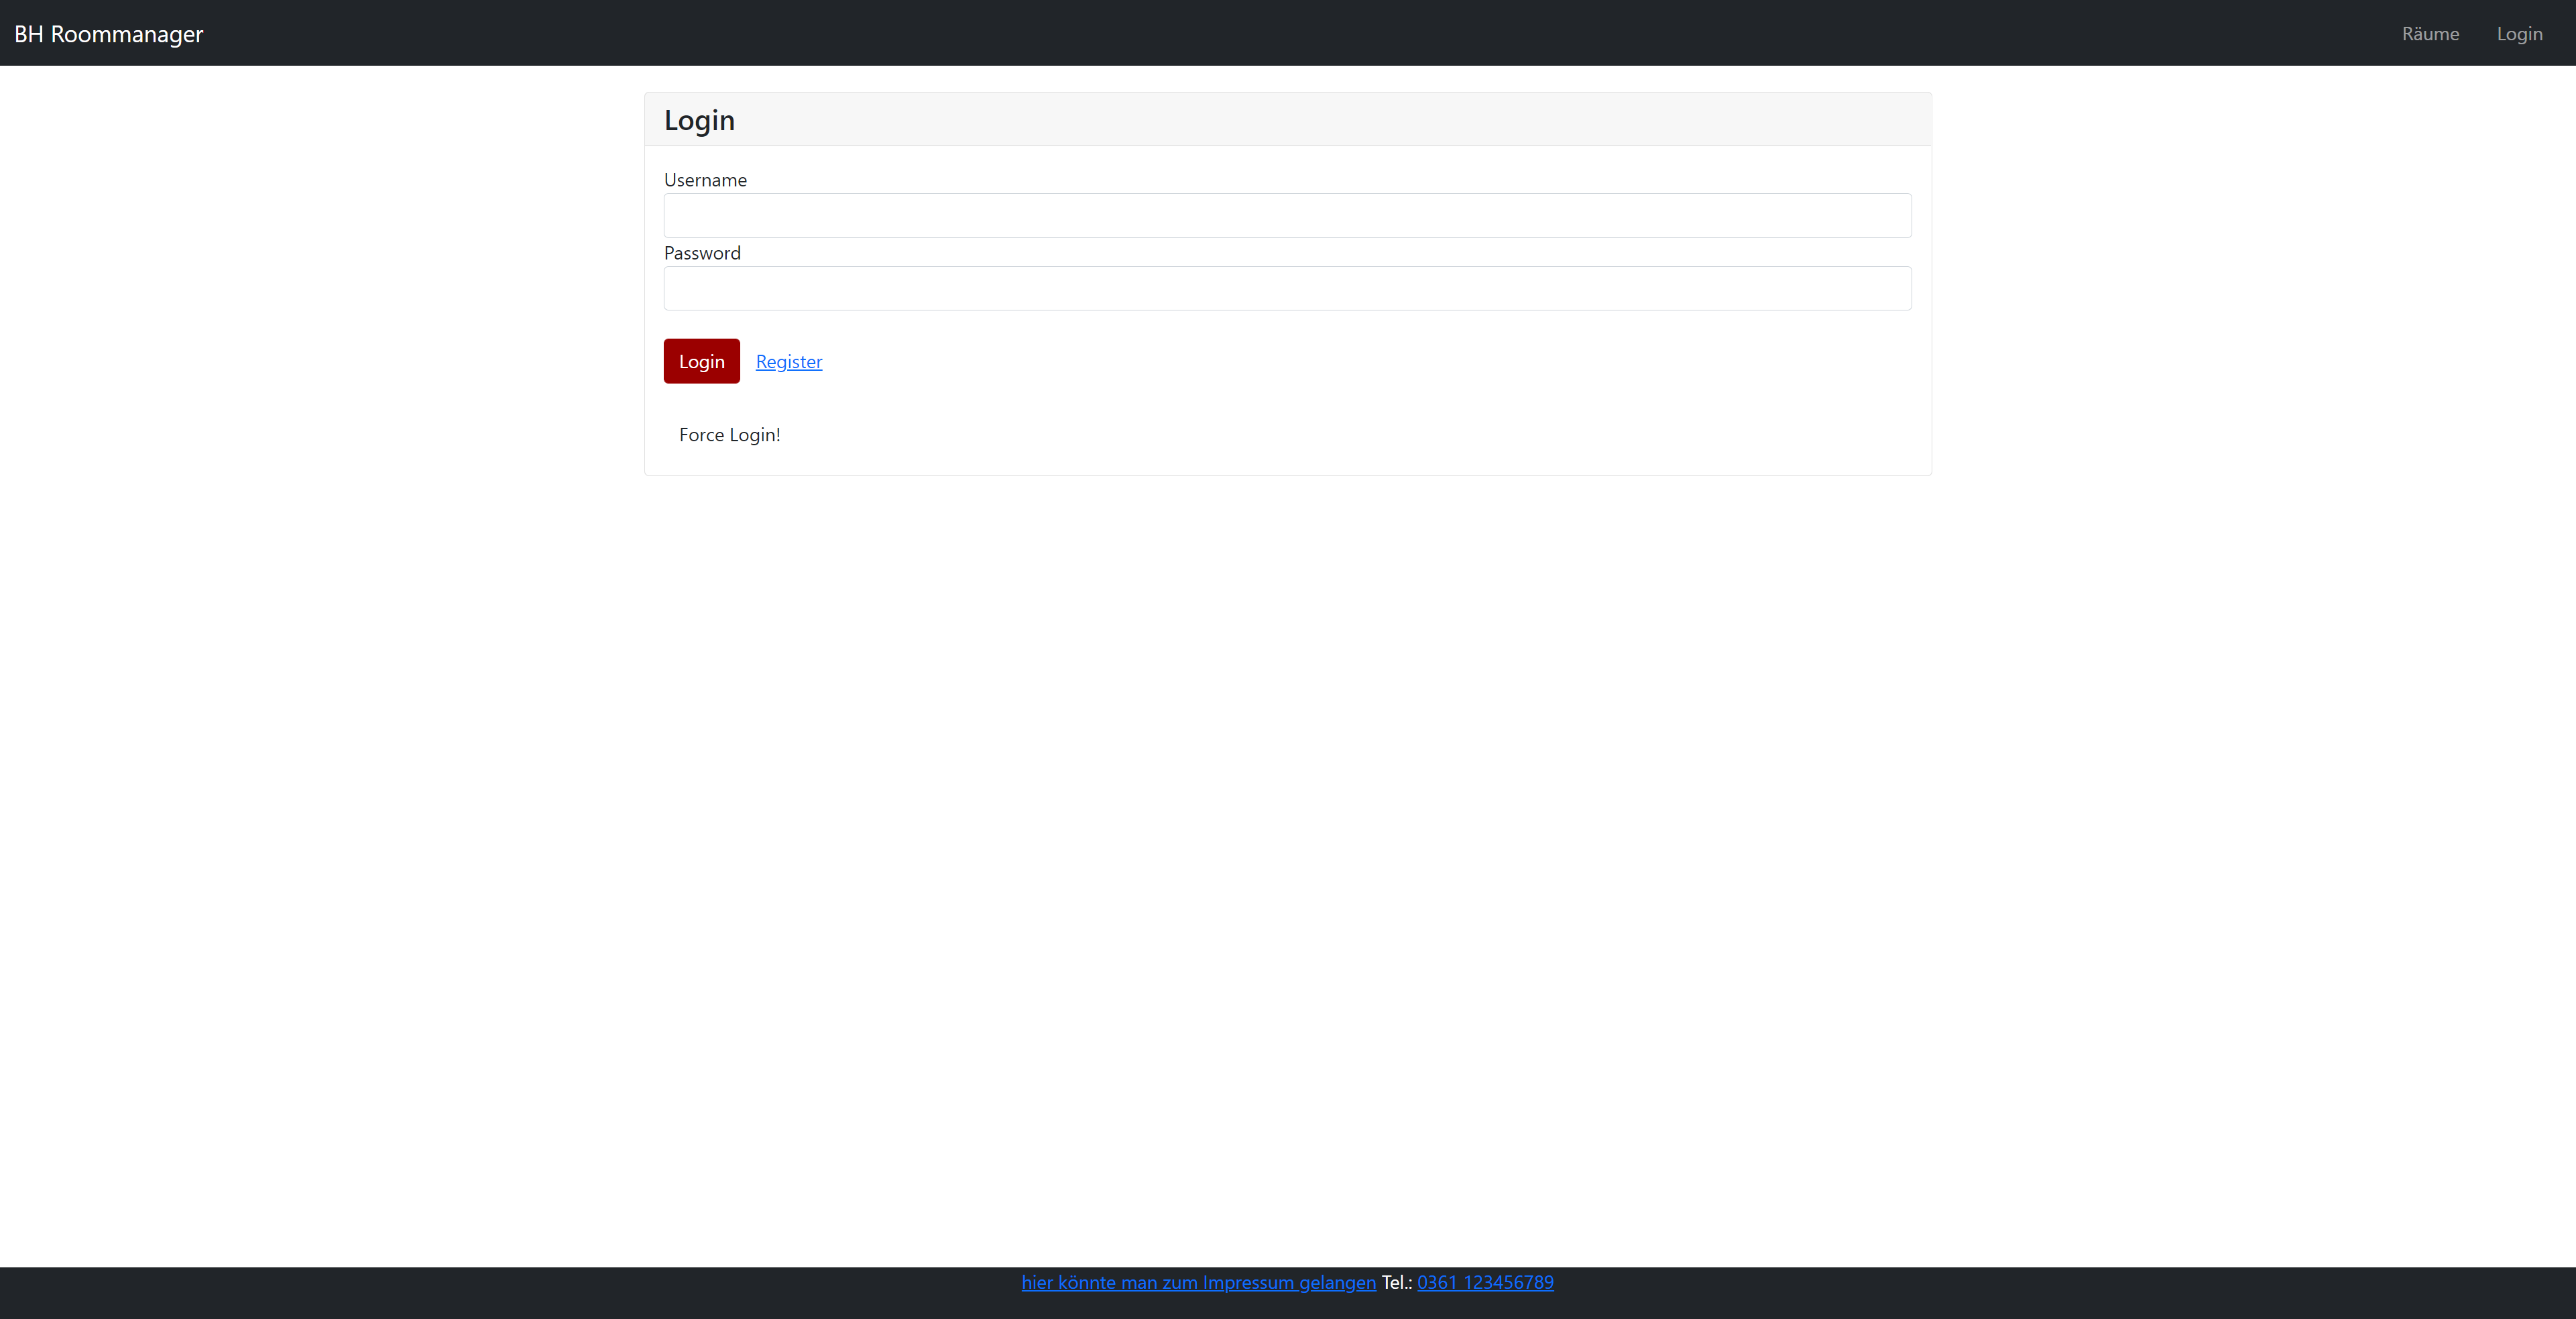 BH Roommanager Räume Login
Login
Username
Password
Login Register
Force Login!
hier könnte man zum Impressum gelangen Tel.: 0361 123456789